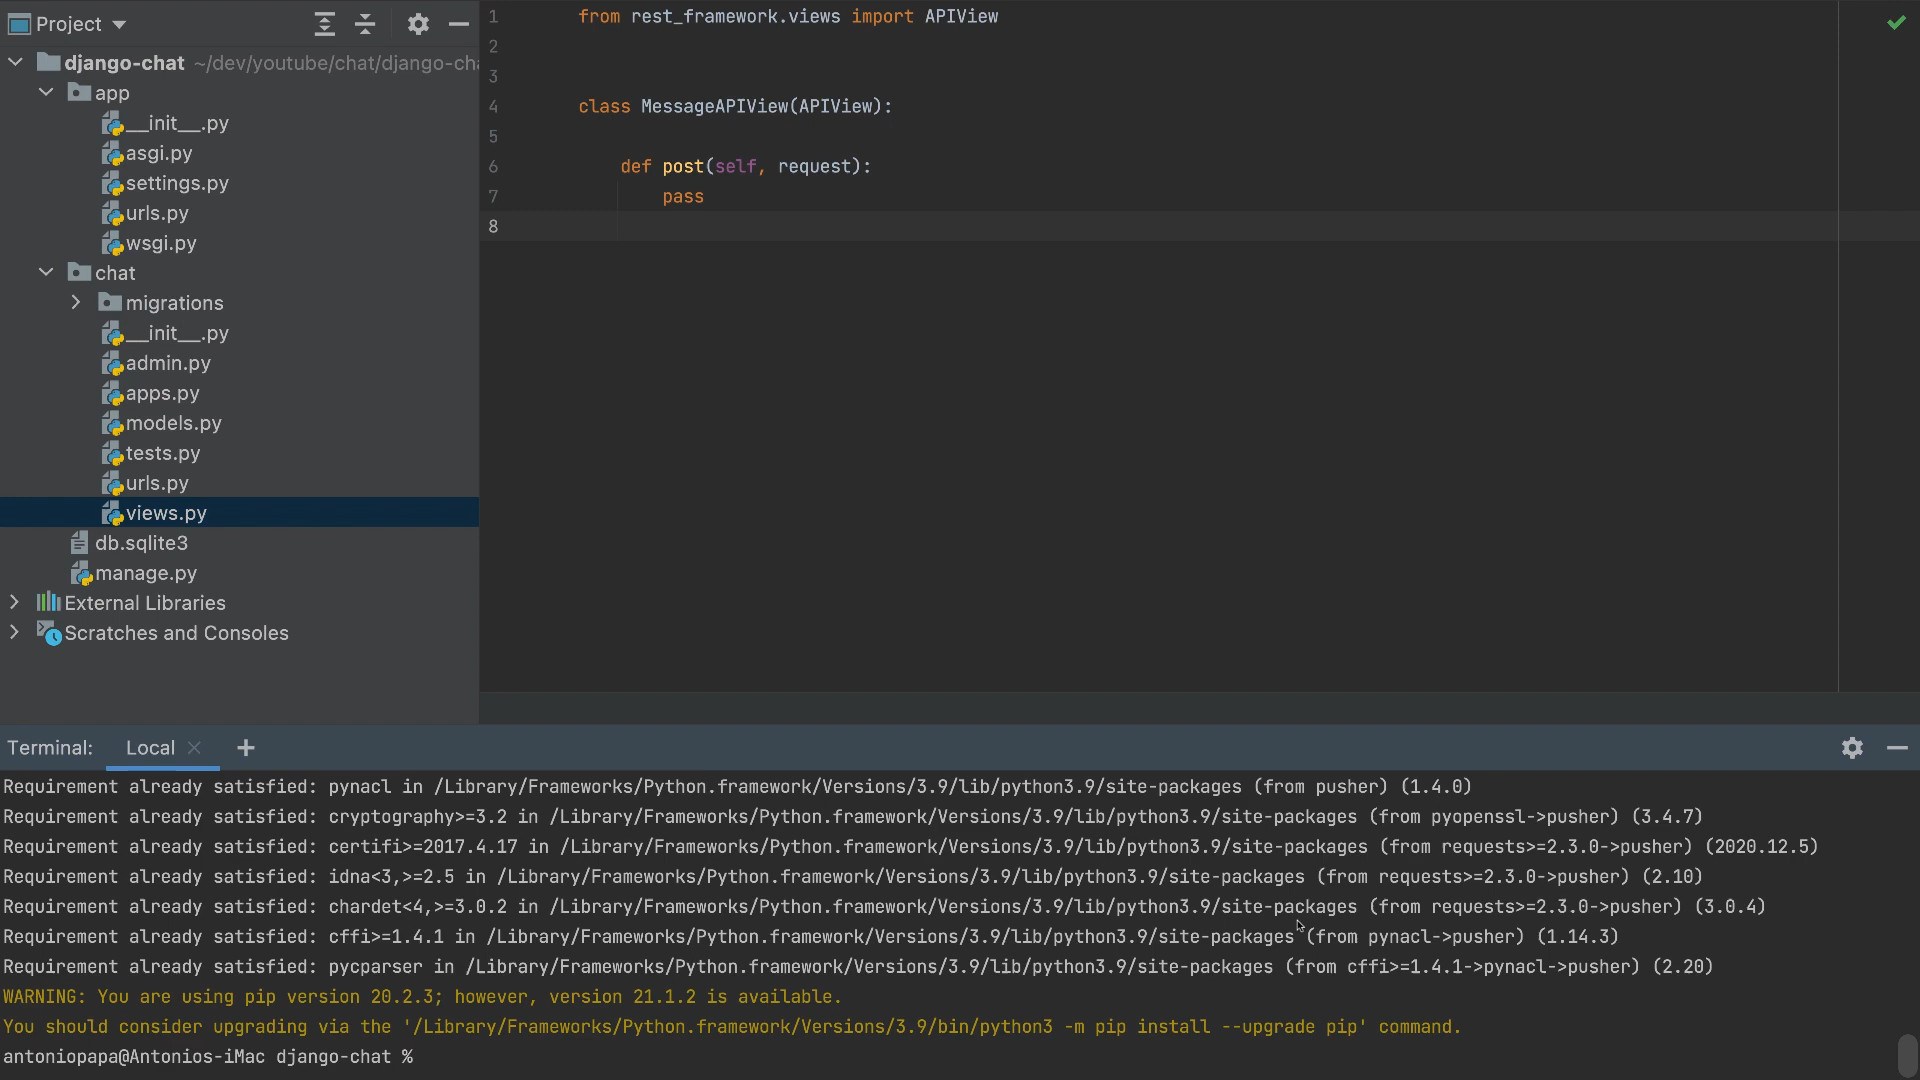 Project
django-chat ~/dev/youtube/chat/django-cha
app
__init__.py
asgi.py
settings.py
urls.py
wsgi.py
chat
migrations
__init__.py
admin.py
apps.py
models.py
tests.py
urls.py
views.py
db.sqlite3
manage.py
External Libraries
Scratches and Consoles
1 from rest_framework.views import APIView
2
3
4 class MessageAPIView(APIView):
5
6 def post(self, request):
7 pass
8
Terminal: Local
Requirement already satisfied: pynacl in /Library/Frameworks/Python.framework/Versions/3.9/lib/python3.9/site-packages (from pusher) (1.4.0)
Requirement already satisfied: cryptography>=3.2 in /Library/Frameworks/Python.framework/Versions/3.9/lib/python3.9/site-packages (from pyopenssl->pusher) (3.4.7)
Requirement already satisfied: certifi>=2017.4.17 in /Library/Frameworks/Python.framework/Versions/3.9/lib/python3.9/site-packages (from requests>=2.3.0->pusher) (2020.12.5)
Requirement already satisfied: idna<3,>=2.5 in /Library/Frameworks/Python.framework/Versions/3.9/lib/python3.9/site-packages (from requests>=2.3.0->pusher) (2.10)
Requirement already satisfied: chardet<4,>=3.0.2 in /Library/Frameworks/Python.framework/Versions/3.9/lib/python3.9/site-packages (from requests>=2.3.0->pusher) (3.0.4)
Requirement already satisfied: cffi>=1.4.1 in /Library/Frameworks/Python.framework/Versions/3.9/lib/python3.9/site-packages (from pynacl->pusher) (1.14.3)
Requirement already satisfied: pycparser in /Library/Frameworks/Python.framework/Versions/3.9/lib/python3.9/site-packages (from cffi>=1.4.1->pynacl->pusher) (2.20)
WARNING: You are using pip version 20.2.3; however, version 21.1.2 is available.
You should consider upgrading via the '/Library/Frameworks/Python.framework/Versions/3.9/bin/python3 -m pip install --upgrade pip' command.
antoniopapa@Antonios-iMac django-chat %